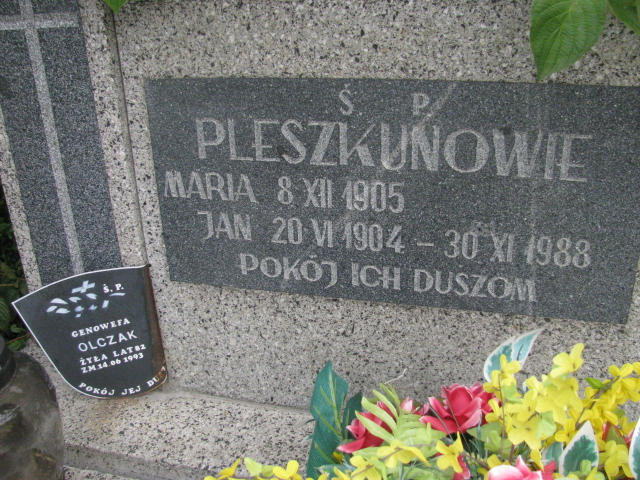 Ś P
PLESZKUNOWIE
MARIA 8 XII 1905
JAN 20 VI 1904 - 30 XI 1988
POKÓJ ICH DUSZOM
Ś. P.
GENOWEFA
OLCZAK
ŻYŁA LAT 82
ZM.14.06 1993
POKÓJ JEJ